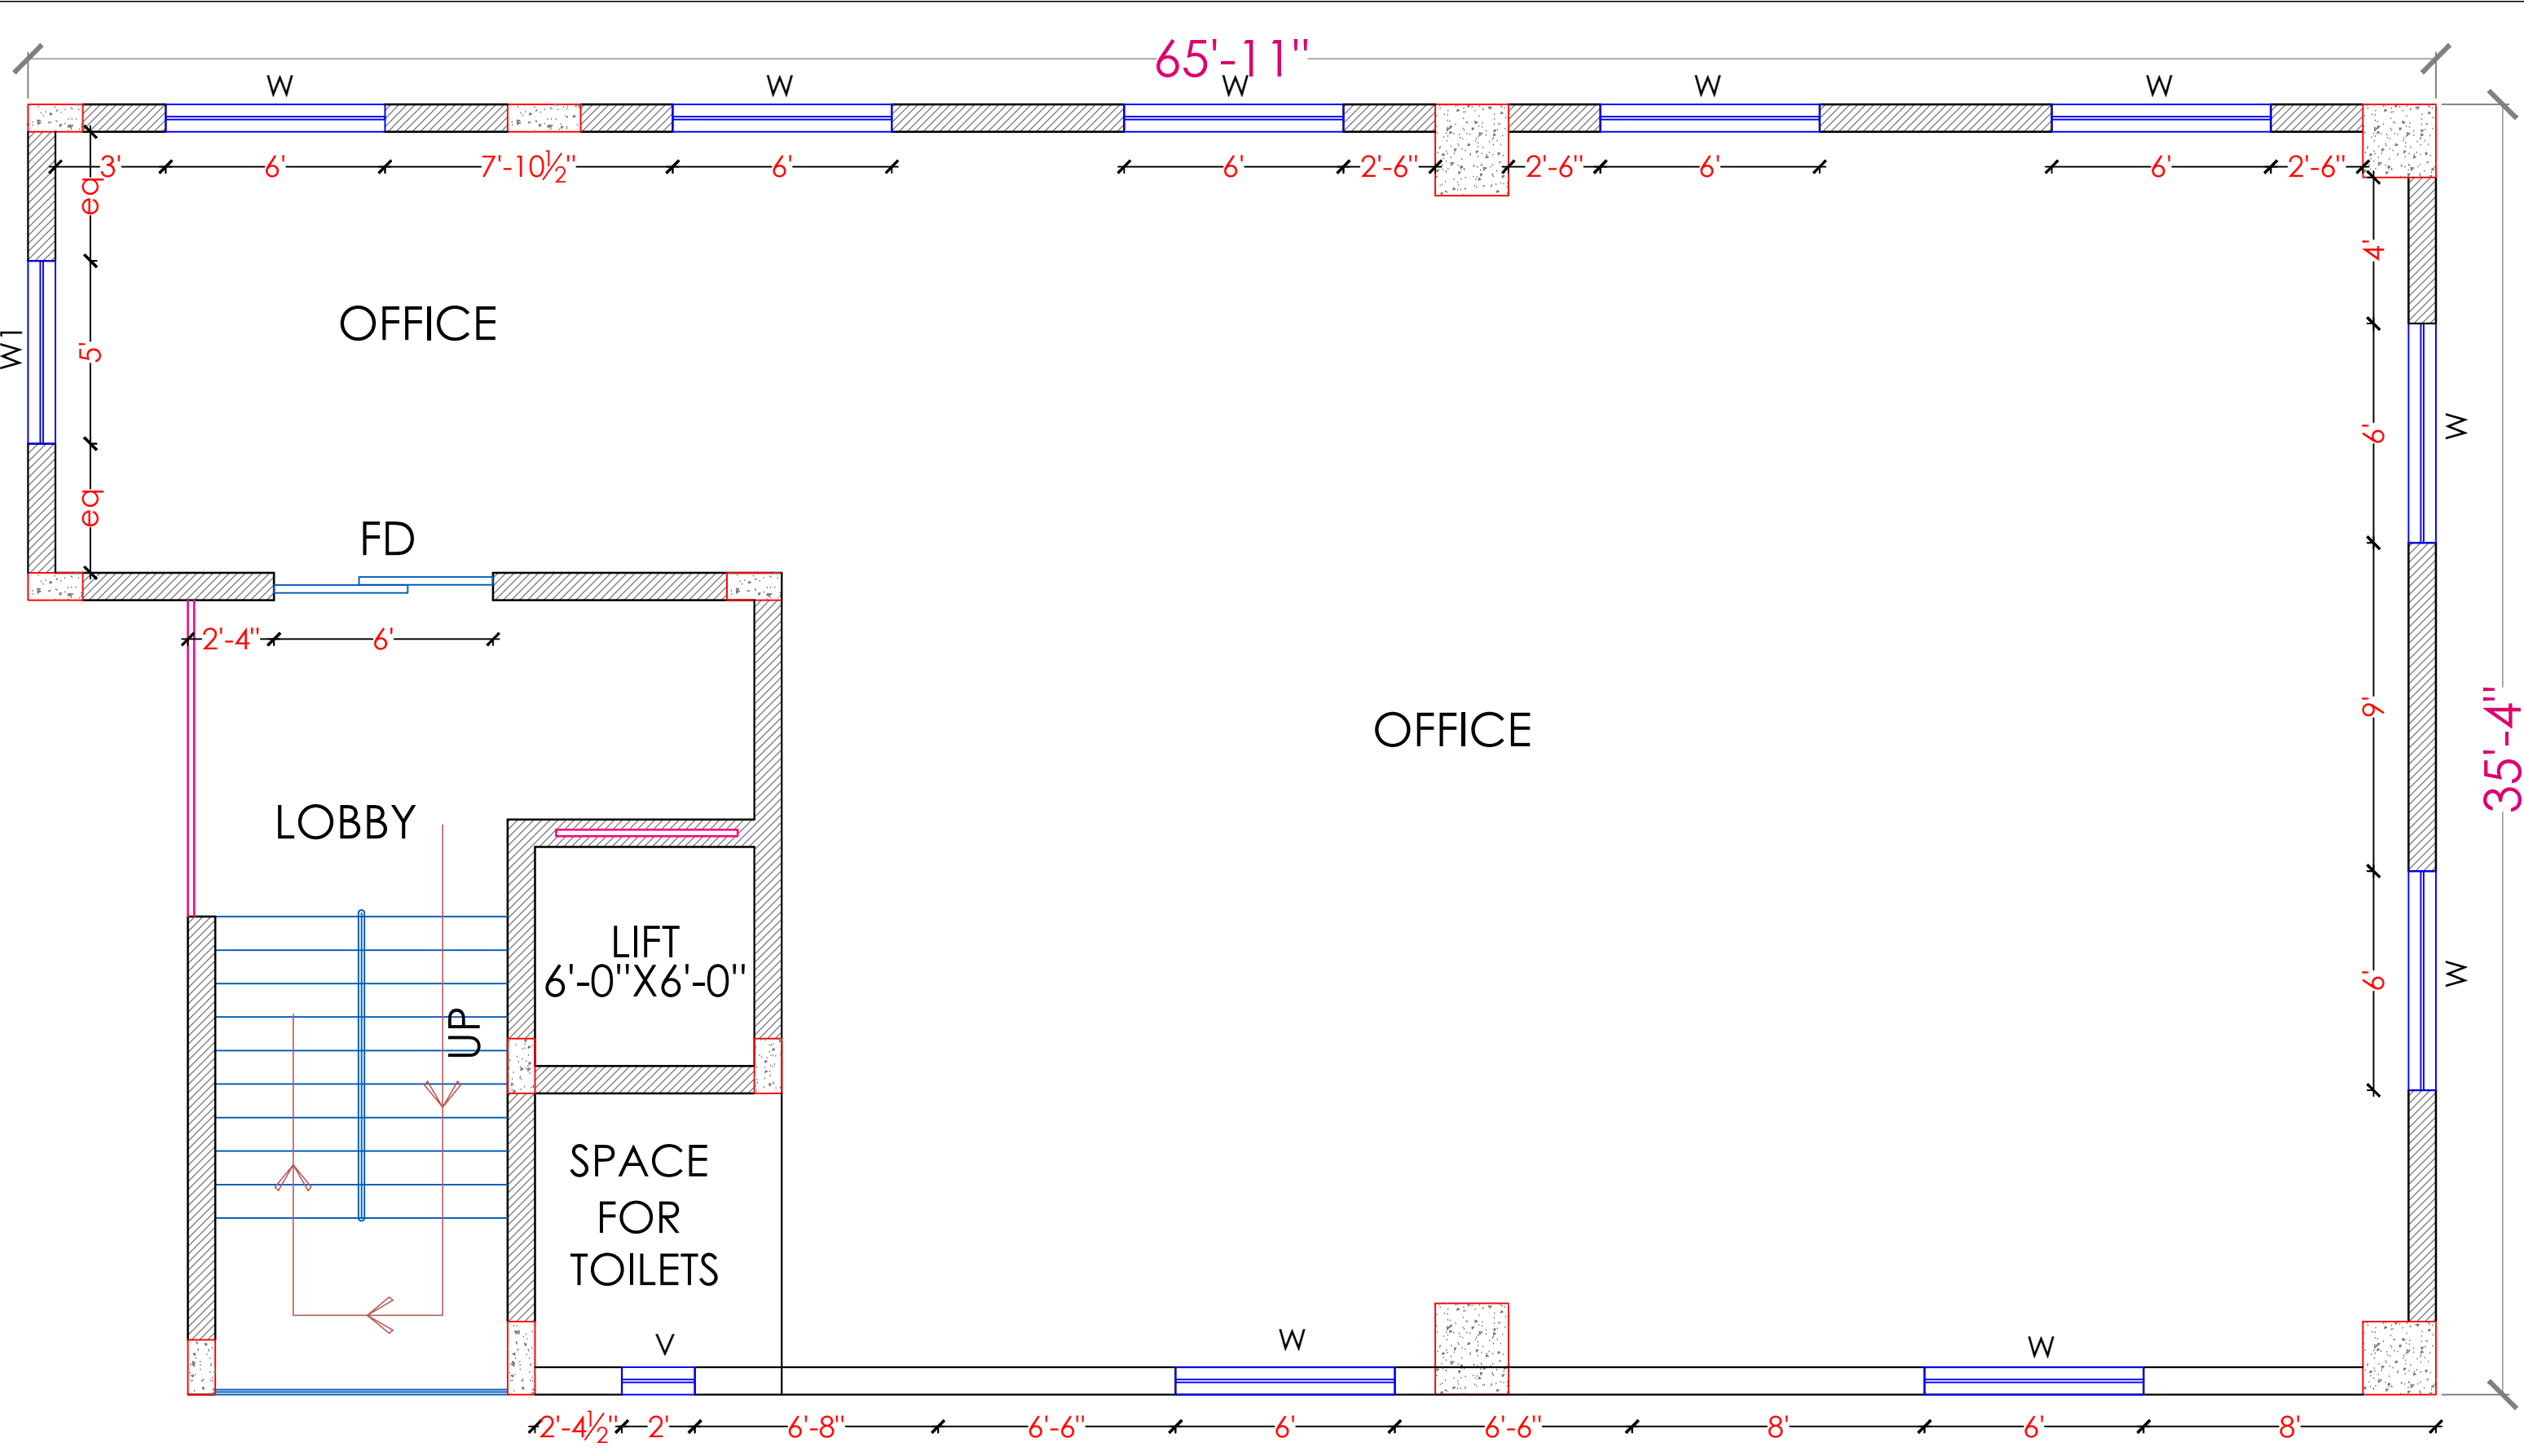 65'-11"
W W W W W
3' 6' 7'-10½" 6' 6' 2'-6" 2'-6" 6' 6' 2'-6"
eq
4'
OFFICE
W1
5'
6'
W
eq
FD
2'-4" 6'
9'
OFFICE
35'-4"
LOBBY
LIFT
6'-0"X6'-0"
6'
W
UP
SPACE
FOR
TOILETS
V
W
W
2'-4½" 2' 6'-8" 6'-6" 6' 6'-6" 8' 6' 8'